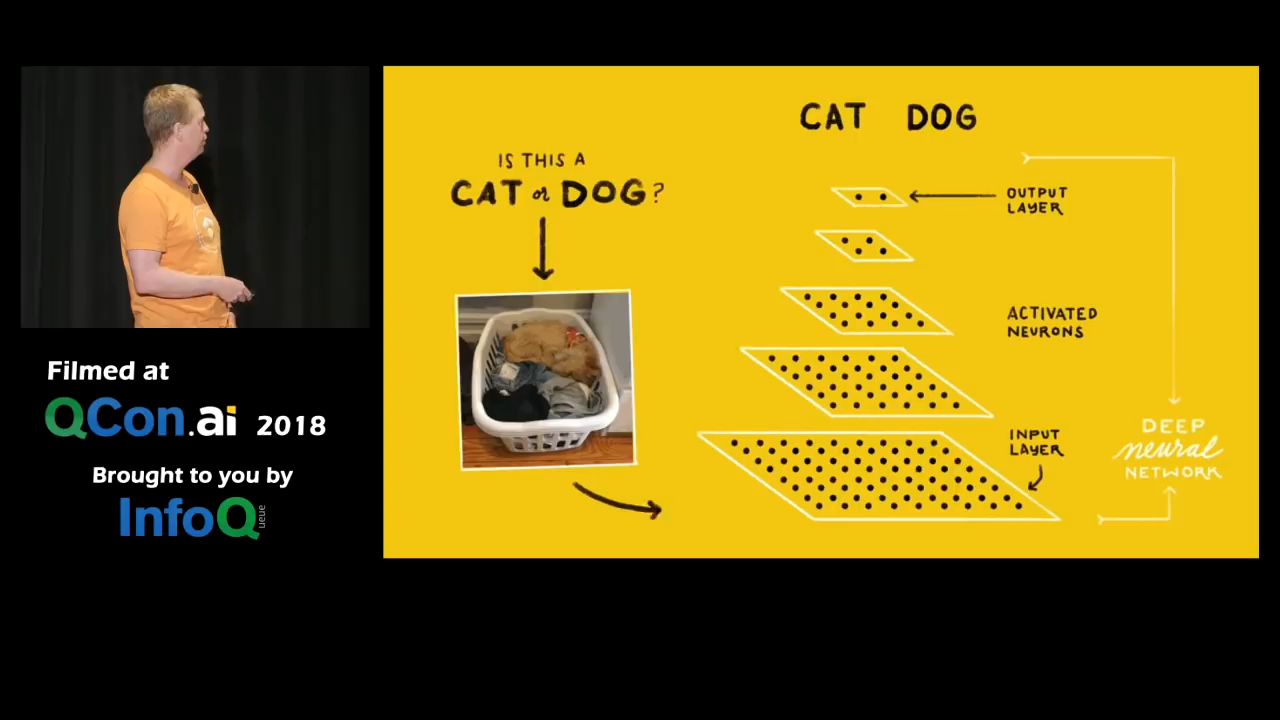 Filmed at
QCon.ai 2018
Brought to you by
InfoQ
ueue
IS THIS A
CAT or DOG?
CAT DOG
OUTPUT
LAYER
ACTIVATED
NEURONS
INPUT
LAYER
DEEP
neural
NETWORK